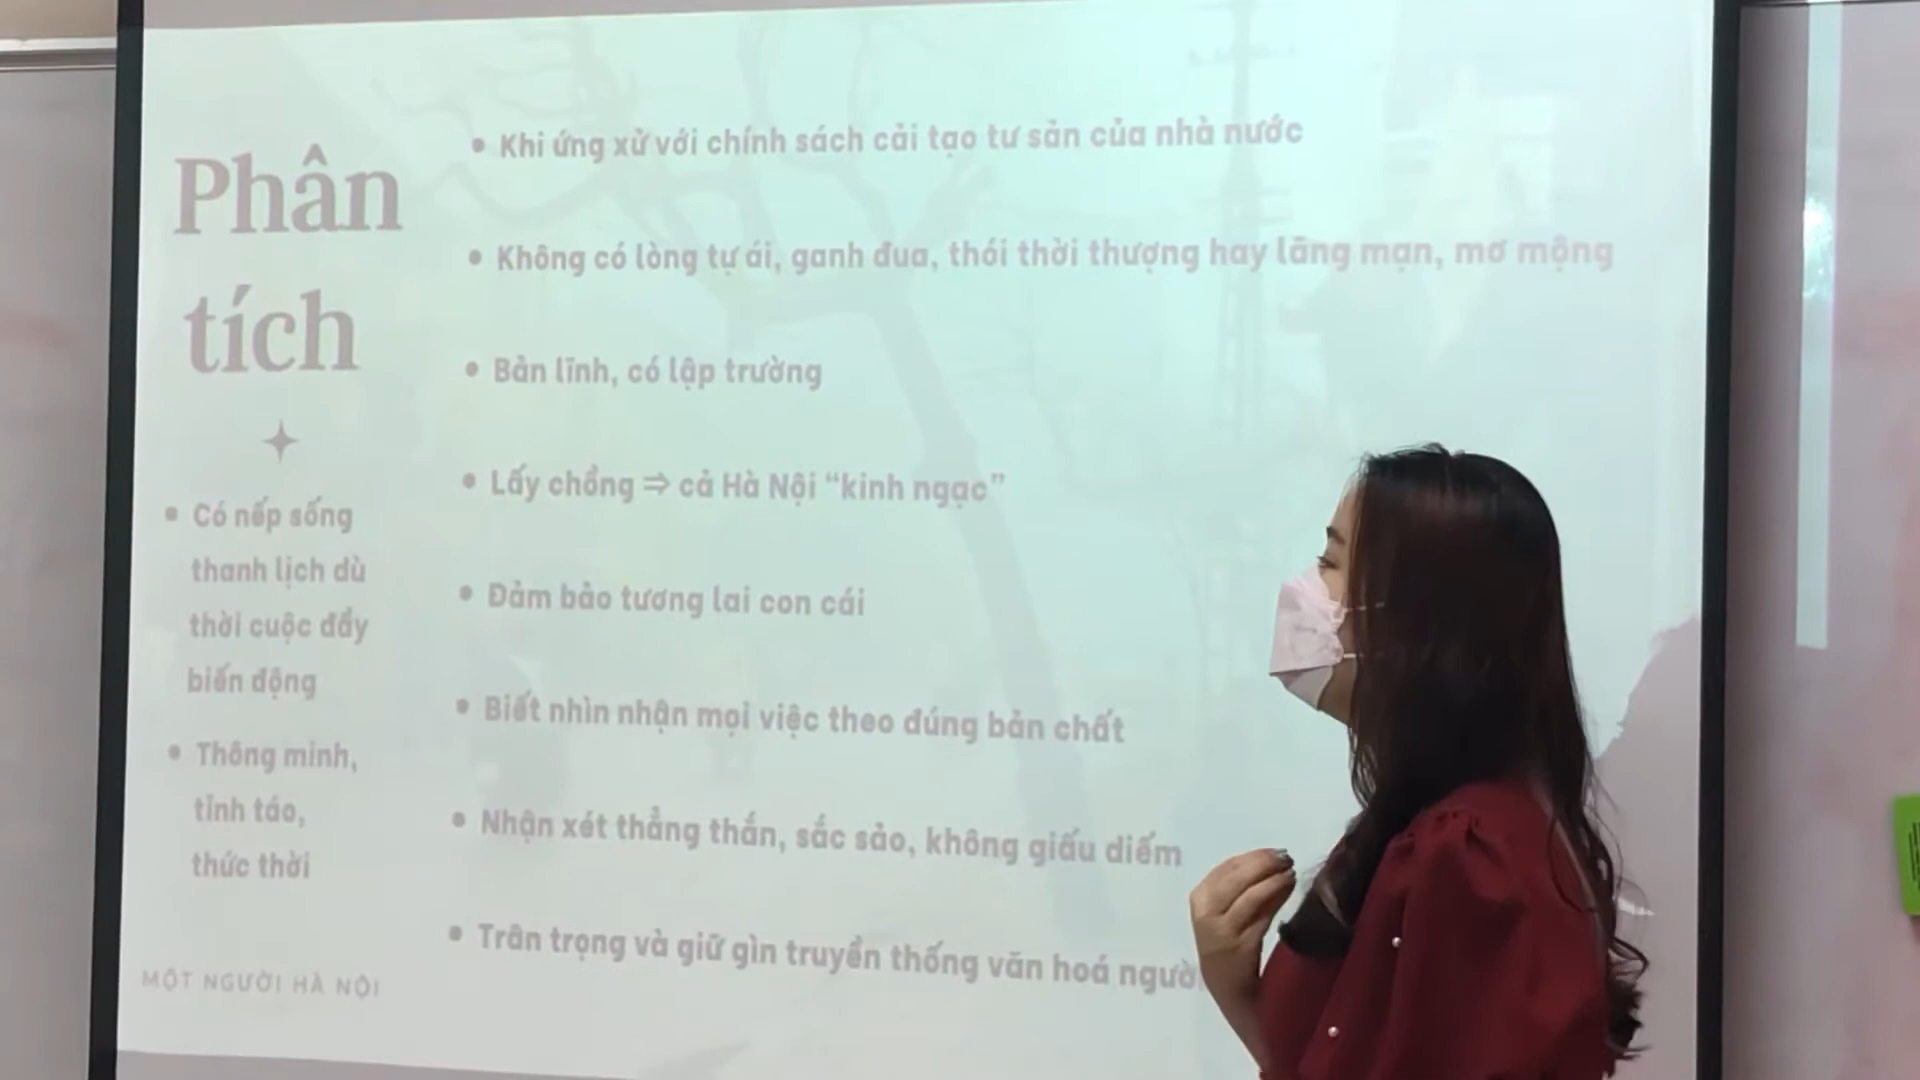 Phân
tích
Có nếp sống
thanh lịch dù
thời cuộc đầy
biến động
Thông minh,
tỉnh táo,
thức thời
MỘT NGƯỜI HÀ NỘI
Khi ứng xử với chính sách cải tạo tư sản của nhà nước
Không có lòng tự ái, ganh đua, thói thời thượng hay lãng mạn, mơ mộng
Bản lĩnh, có lập trường
Lấy chồng ⇒ cả Hà Nội “kinh ngạc”
Đảm bảo tương lai con cái
Biết nhìn nhận mọi việc theo đúng bản chất
Nhận xét thẳng thắn, sắc sảo, không giấu diếm
Trân trọng và giữ gìn truyền thống văn hoá